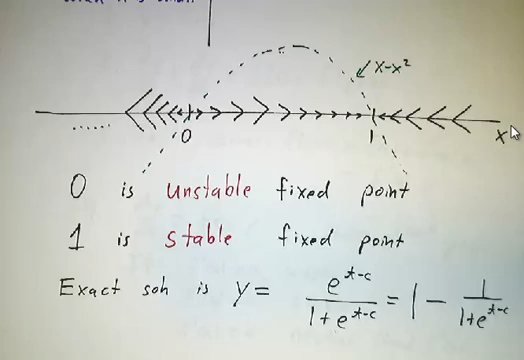 x-x²
......
0 1 x
0 is unstable fixed point
1 is stable fixed point
Exact soln is y = e^{t-c} / 1+e^{t-c} = 1 - 1 / 1+e^{t-c}